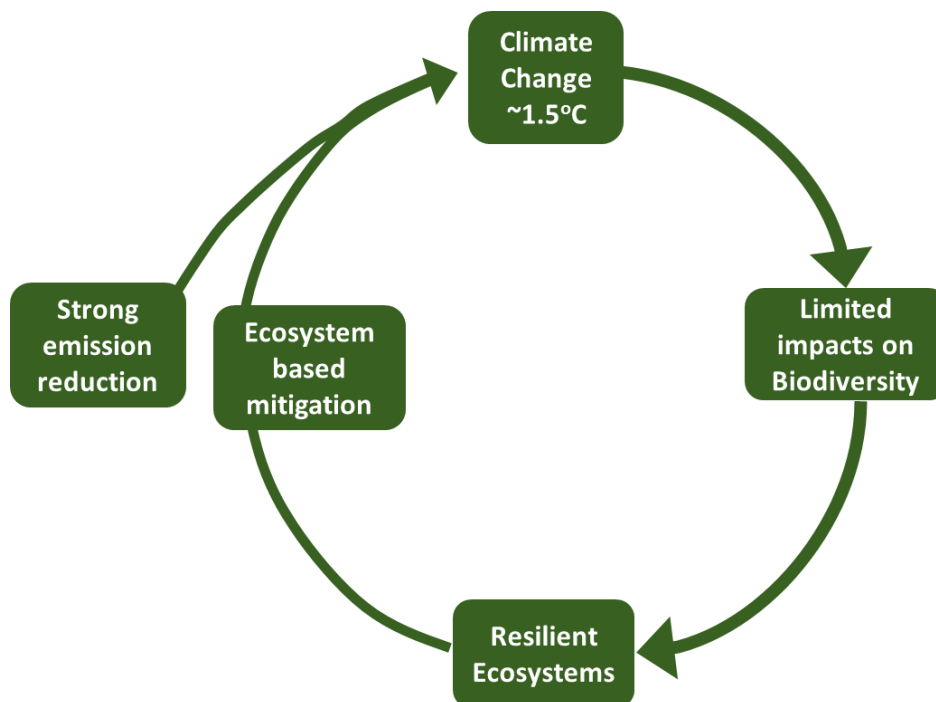 Climate
Change
~1.5°C
Strong
emission
reduction
Ecosystem
based
mitigation
Limited
impacts on
Biodiversity
Resilient
Ecosystems